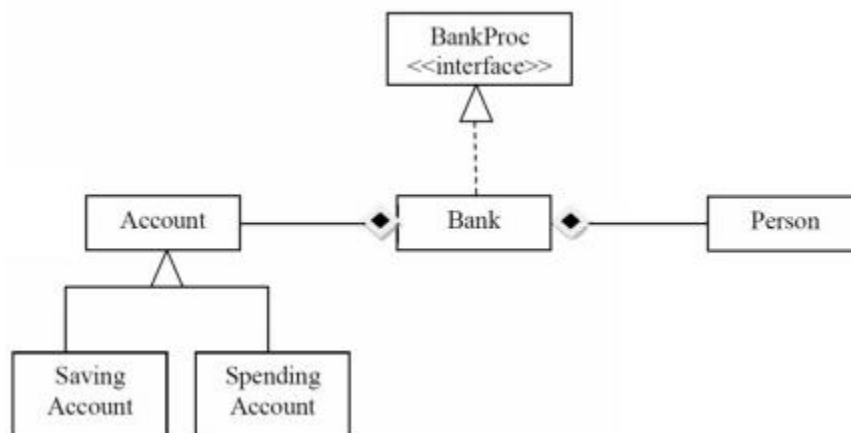 BankProc
<<interface>>
Account
Bank
Person
Saving
Account
Spending
Account